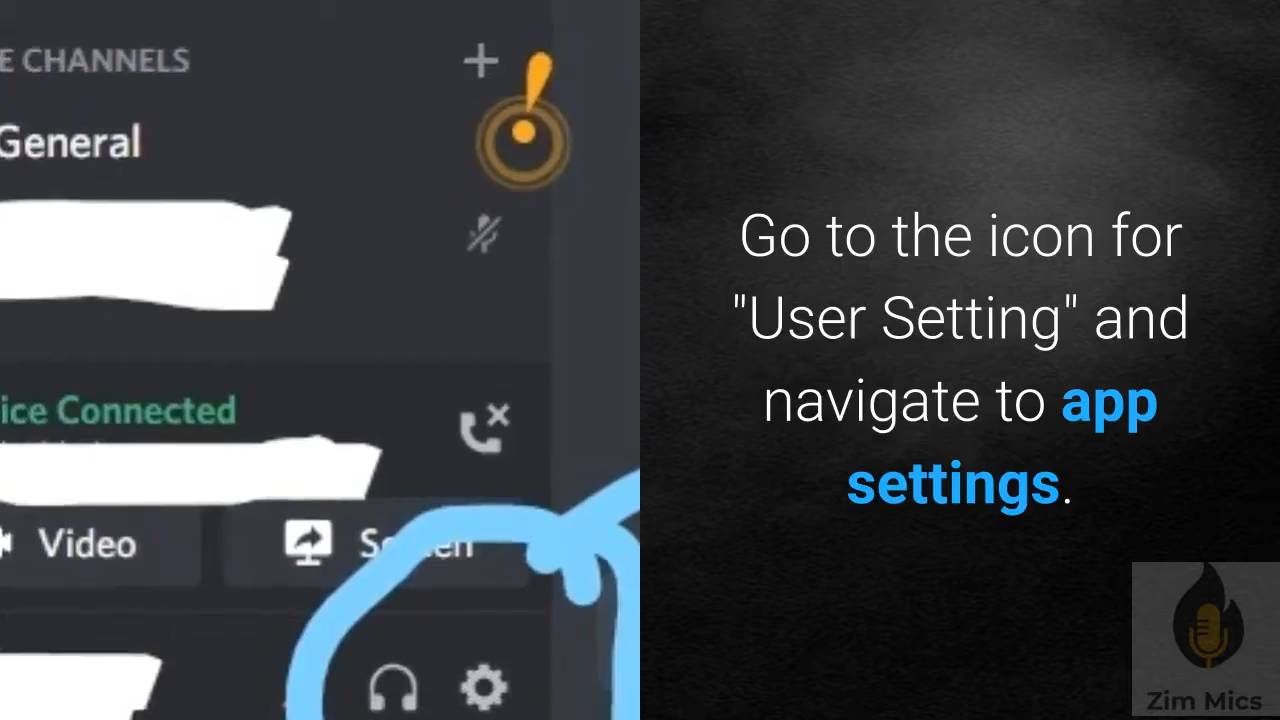 E CHANNELS
General
ice Connected
Video
Screen
Go to the icon for
"User Setting" and
navigate to app
settings.
Zim Mics